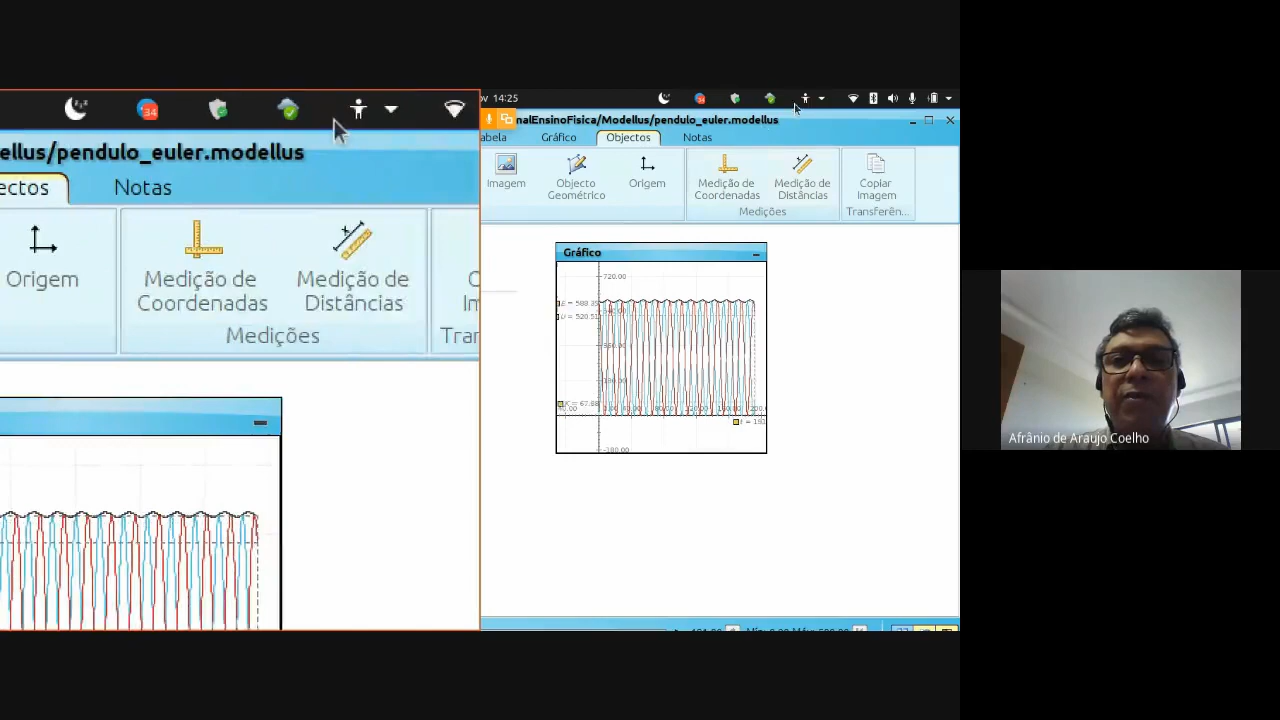 34
ellus/pendulo_euler.modellus
ectos
Notas
Origem
Medição de
Coordenadas
Medição de
Distâncias
Medições
14:25
nalEnsinoFisica/Modellus/pendulo_euler.modellus
abela
Gráfico
Objectos
Notas
Imagem
Objecto
Geométrico
Origem
Medição de
Coordenadas
Medição de
Distâncias
Copiar
Imagem
Medições
Transferên...
Gráfico
720.00
-180.00
Afrânio de Araujo Coelho